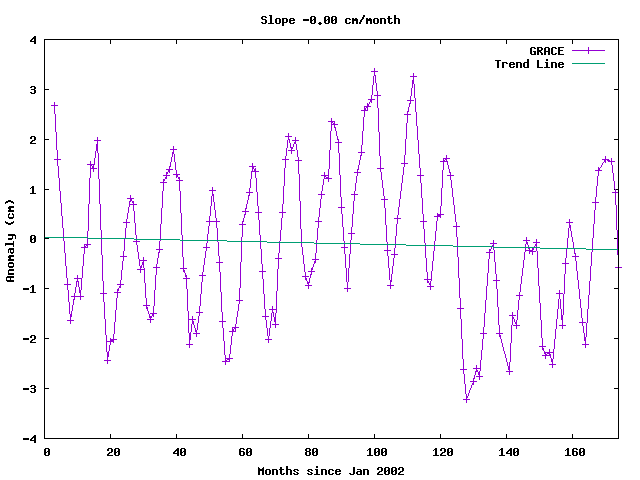 Slope -0.00 cm/month
GRACE
Trend Line
Anomaly (cm)
4
3
2
1
0
-1
-2
-3
-4
0 20 40 60 80 100 120 140 160
Months since Jan 2002